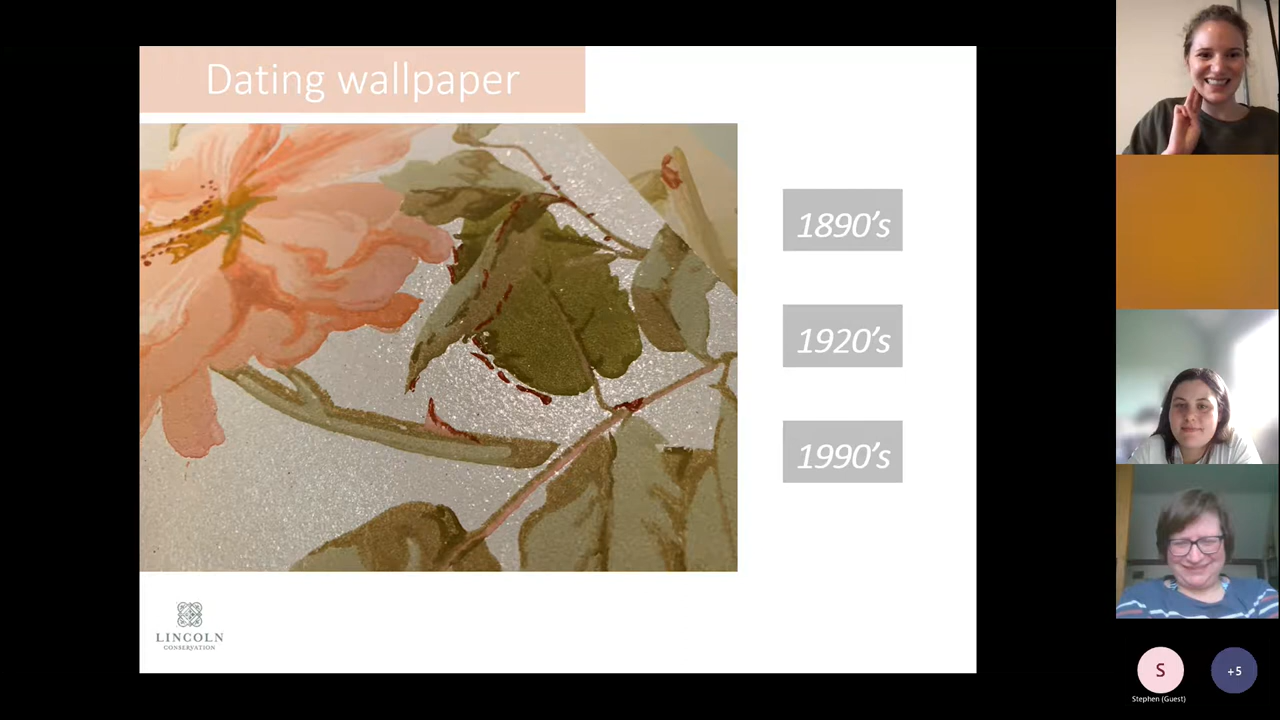 Dating wallpaper
1890's
1920's
1990's
LINCOLN
CONSERVATION
S
+5
Stephen (Guest)